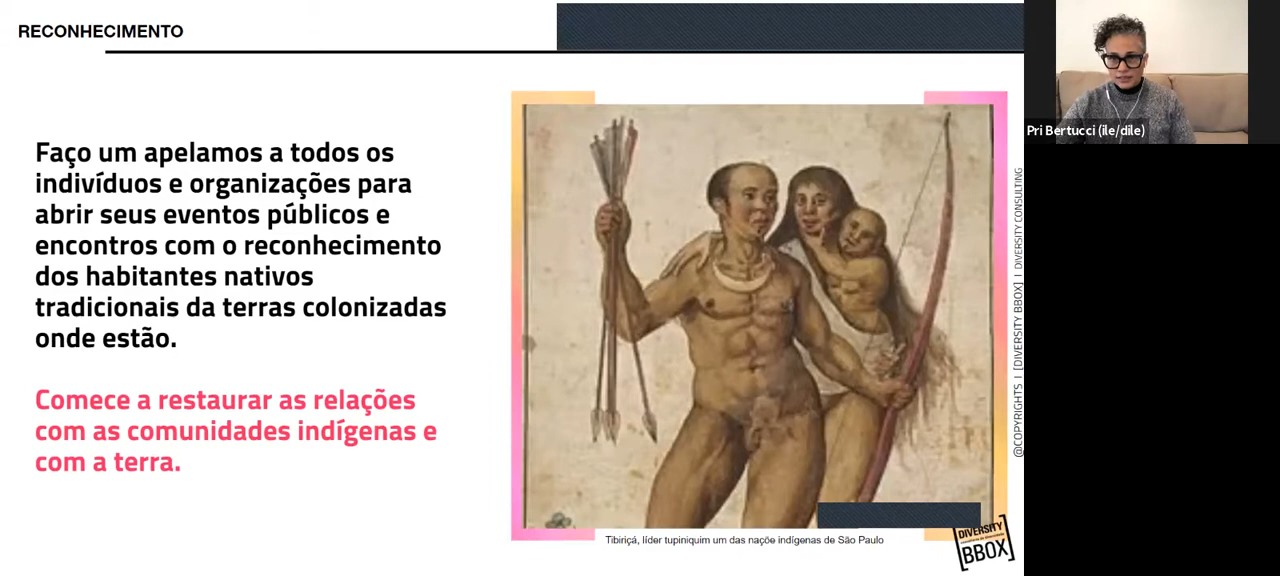 RECONHECIMENTO
Faço um apelamos a todos os
indivíduos e organizações para
abrir seus eventos públicos e
encontros com o reconhecimento
dos habitantes nativos
tradicionais da terras colonizadas
onde estão.
Comece a restaurar as relações
com as comunidades indígenas e
com a terra.
Tibiriçá, líder tupiniquim um das naçõe indígenas de São Paulo
@COPYRIGHTS I [DIVERSITY BBOX] I DIVERSITY CONSULTING
DIVERSITY
BBOX
Pri Bertucci (ile/dile)